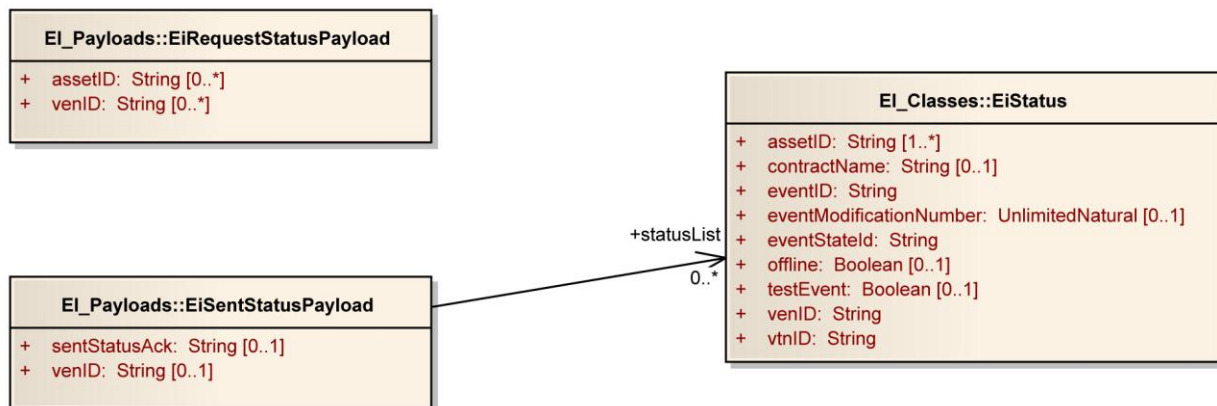 EI_Payloads::EiRequestStatusPayload
+ assetID: String [0..*]
+ venID: String [0..*]
EI_Classes::EiStatus
+ assetID: String [1..*]
+ contractName: String [0..1]
+ eventID: String
+ eventModificationNumber: UnlimitedNatural [0..1]
+ eventStateId: String
+ offline: Boolean [0..1]
+ testEvent: Boolean [0..1]
+ venID: String
+ vtnID: String
+statusList
0..*
EI_Payloads::EiSentStatusPayload
+ sentStatusAck: String [0..1]
+ venID: String [0..1]